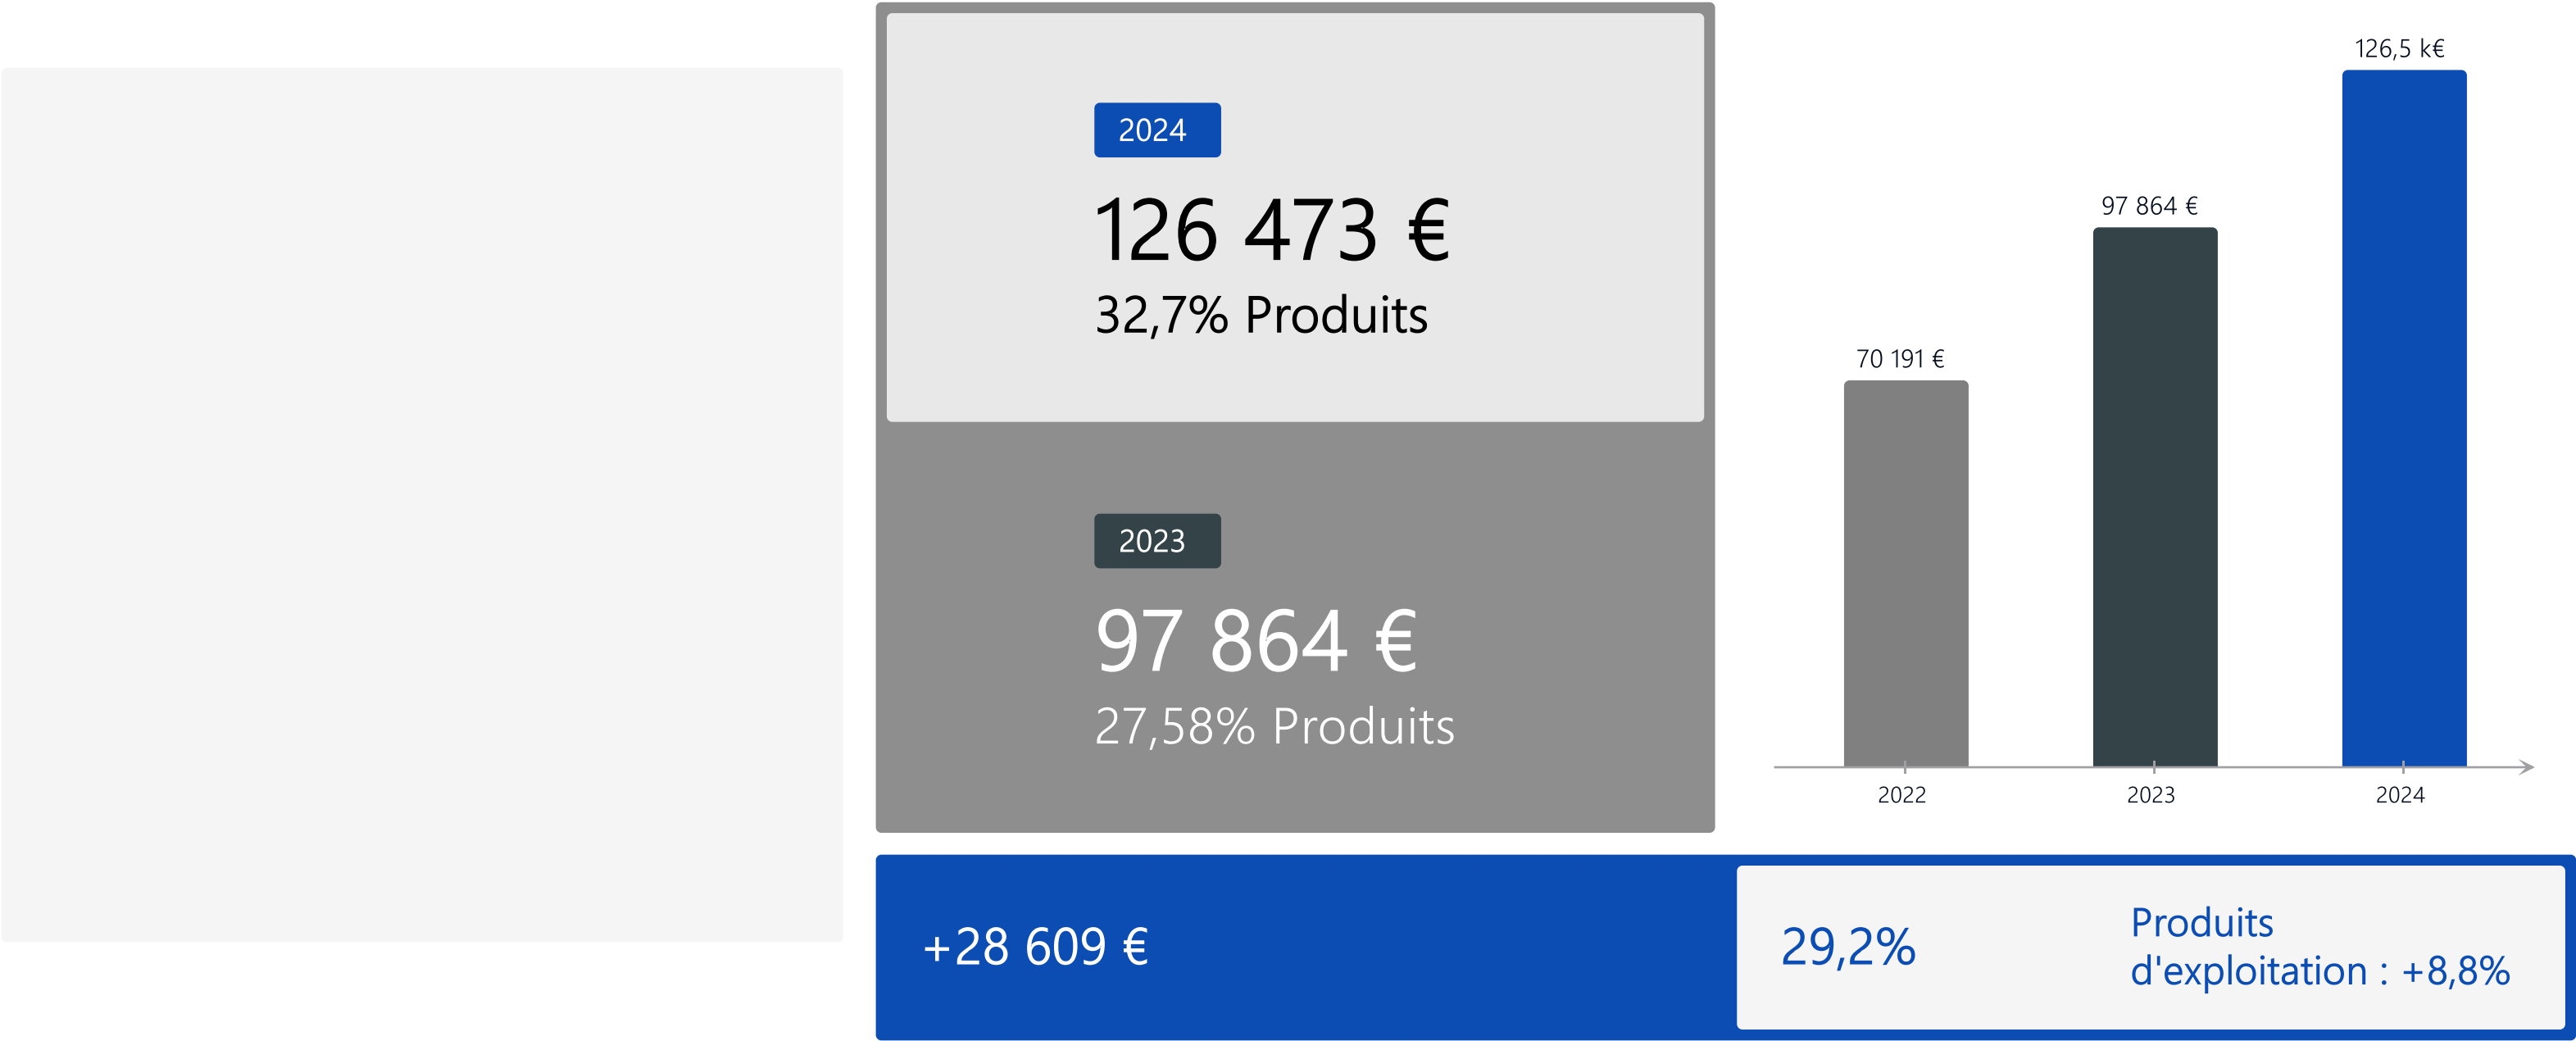 2024
126 473 €
32,7% Produits
2023
97 864 €
27,58% Produits
126,5 k€
97 864 €
70 191 €
2022
2023
2024
+28 609 €
29,2%
Produits
d'exploitation : +8,8%